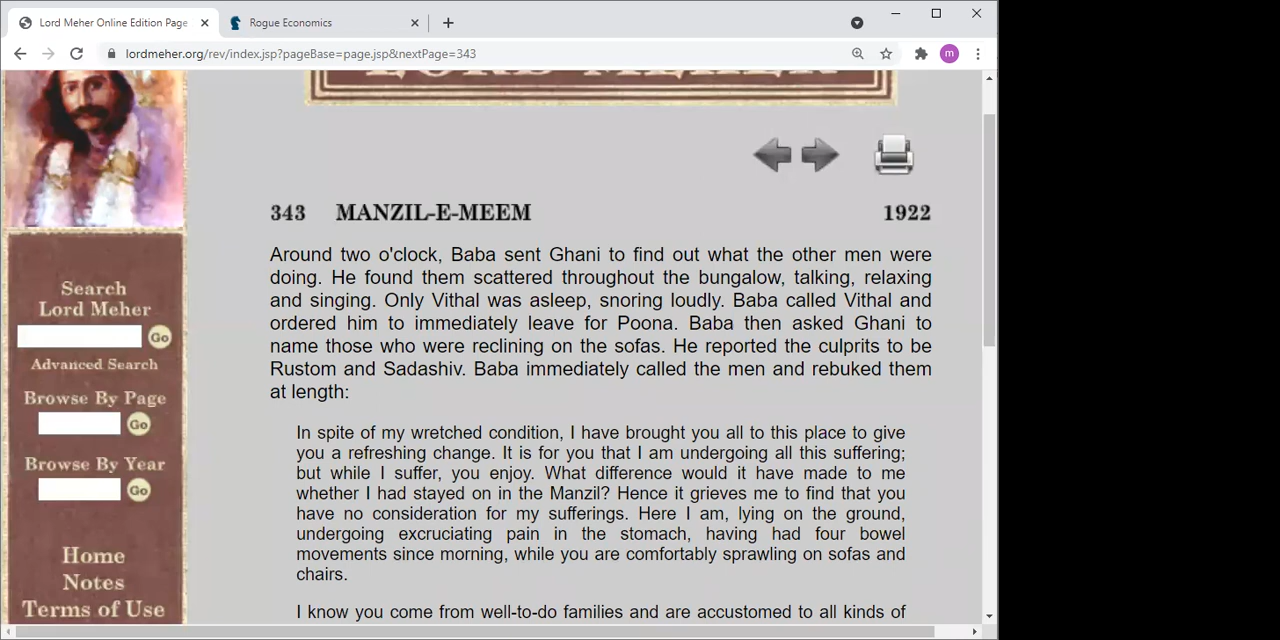 Lord Meher Online Edition Page
Rogue Economics
lordmeher.org/rev/index.jsp?pageBase=page.jsp&nextPage=343
m
LORD MEHER
343 MANZIL-E-MEEM 1922
Around two o'clock, Baba sent Ghani to find out what the other men were
doing. He found them scattered throughout the bungalow, talking, relaxing
and singing. Only Vithal was asleep, snoring loudly. Baba called Vithal and
ordered him to immediately leave for Poona. Baba then asked Ghani to
name those who were reclining on the sofas. He reported the culprits to be
Rustom and Sadashiv. Baba immediately called the men and rebuked them
at length:
In spite of my wretched condition, I have brought you all to this place to give
you a refreshing change. It is for you that I am undergoing all this suffering;
but while I suffer, you enjoy. What difference would it have made to me
whether I had stayed on in the Manzil? Hence it grieves me to find that you
have no consideration for my sufferings. Here I am, lying on the ground,
undergoing excruciating pain in the stomach, having had four bowel
movements since morning, while you are comfortably sprawling on sofas and
chairs.
I know you come from well-to-do families and are accustomed to all kinds of
Search
Lord Meher
Go
Advanced Search
Browse By Page
Go
Browse By Year
Go
Home
Notes
Terms of Use